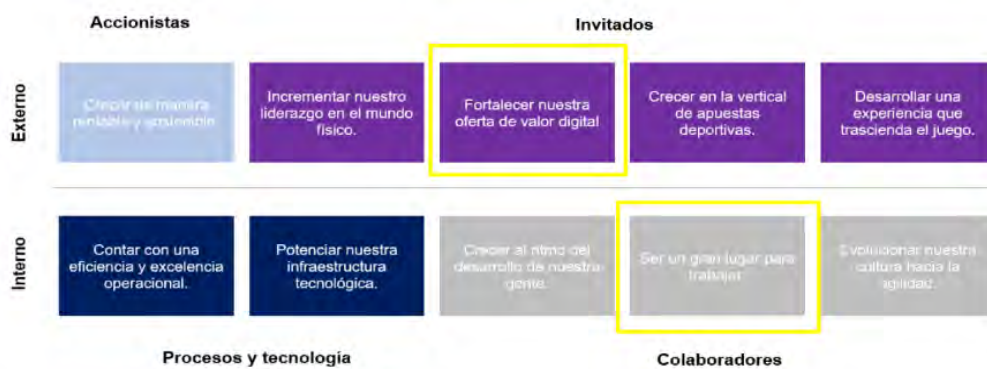 Accionistas
Invitados
Externo
Crecer de manera
rentable y sostenible.
Incrementar nuestro
liderazgo en el mundo
físico.
Fortalecer nuestra
oferta de valor digital
Crecer en la vertical
de apuestas
deportivas.
Desarrollar una
experiencia que
trascienda el juego.
Interno
Contar con una
eficiencia y excelencia
operacional.
Potenciar nuestra
infraestructura
tecnológica.
Crecer al ritmo del
desarrollo de nuestra
gente.
Ser un gran lugar para
trabajar
Evolucionar nuestra
cultura hacia la
agilidad.
Procesos y tecnología
Colaboradores